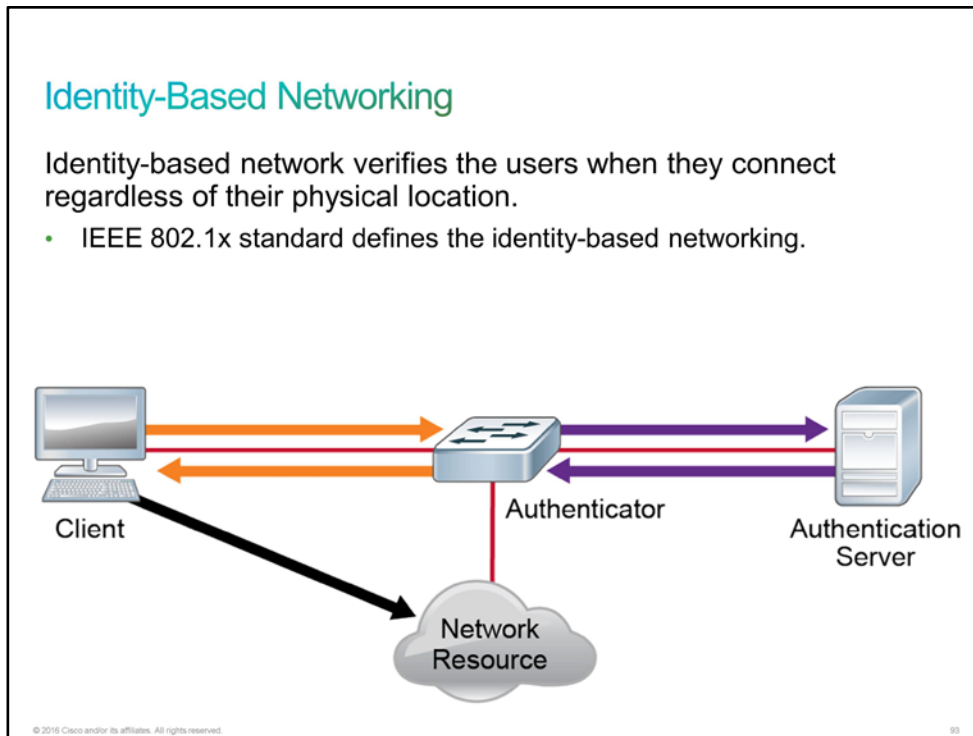 Identity-Based Networking
Identity-based network verifies the users when they connect
regardless of their physical location.
• IEEE 802.1x standard defines the identity-based networking.
Client
Authenticator
Authentication
Server
Network
Resource
© 2016 Cisco and/or its affiliates. All rights reserved.
93